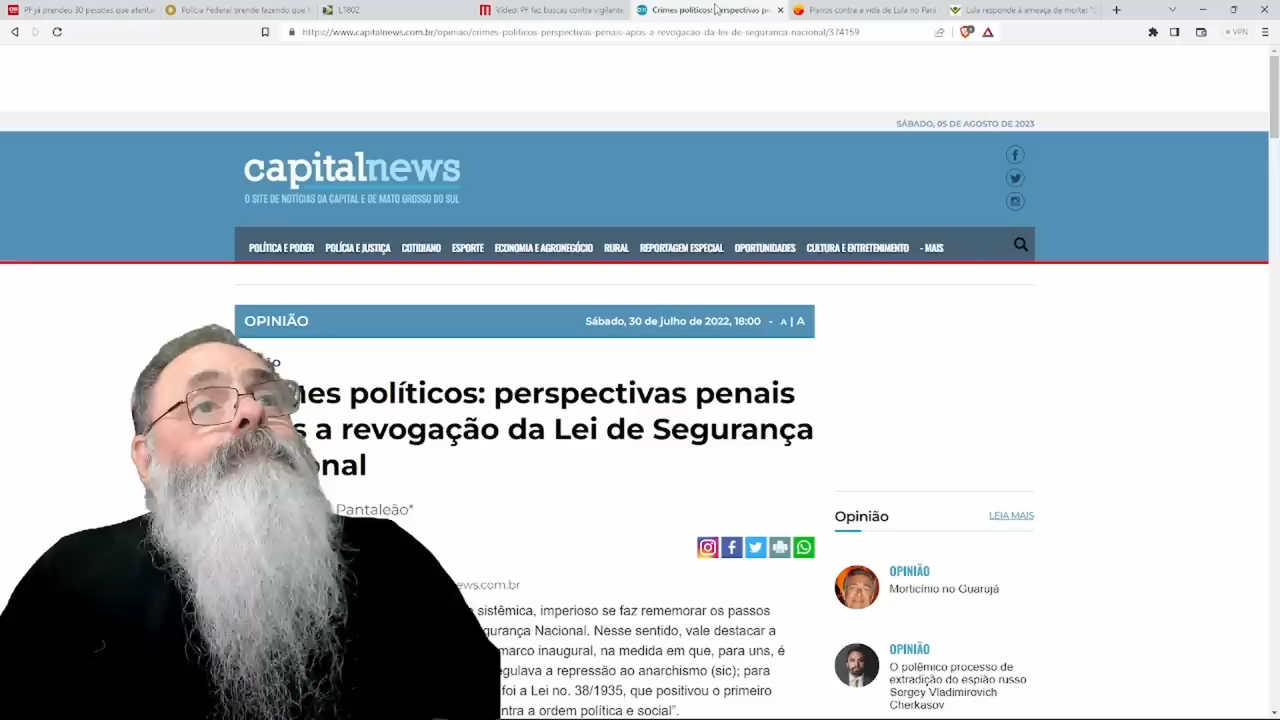 PF já prendeu 30 pessoas que atentar
Polícia Federal prende fazendo que f
L1802
Vídeo: PF faz buscas contra vigilante
Crimes políticos: perspectivas pe
Planos contra a vida de Lula no Pará
Lula responde à ameaça de morte: "S
https://www.capitalnews.com.br/opiniao/crimes-politicos-perspectivas-penais-apos-a-revogacao-da-lei-de-seguranca-nacional/374159
VPN
SÁBADO, 05 DE AGOSTO DE 2023
capitalnews
O SITE DE NOTÍCIAS DA CAPITAL E DE MATO GROSSO DO SUL
POLÍTICA E PODER POLÍCIA E JUSTIÇA COTIDIANO ESPORTE ECONOMIA E AGRONEGÓCIO RURAL REPORTAGEM ESPECIAL OPORTUNIDADES CULTURA E ENTRETENIMENTO - MAIS
OPINIÃO
Sábado, 30 de julho de 2022, 18:00 - A | A
mes políticos: perspectivas penais
s a revogação da Lei de Segurança
onal
Pantaleão*
ews.com.br
sistêmica, imperioso se faz rememorar os passos
gurança Nacional. Nesse sentido, vale destacar a
marco inaugural, na medida em que, para uns, é
egulava a repressão ao anarchismo (sic); para
foi a Lei no. 38/1935, que positivou o primeiro
ntra a ordem política e social".
Opinião
LEIA MAIS
OPINIÃO
Morticínio no Guarujá
OPINIÃO
O polêmico processo de
extradição do espião russo
Sergey Vladimirovich
Cherkasov